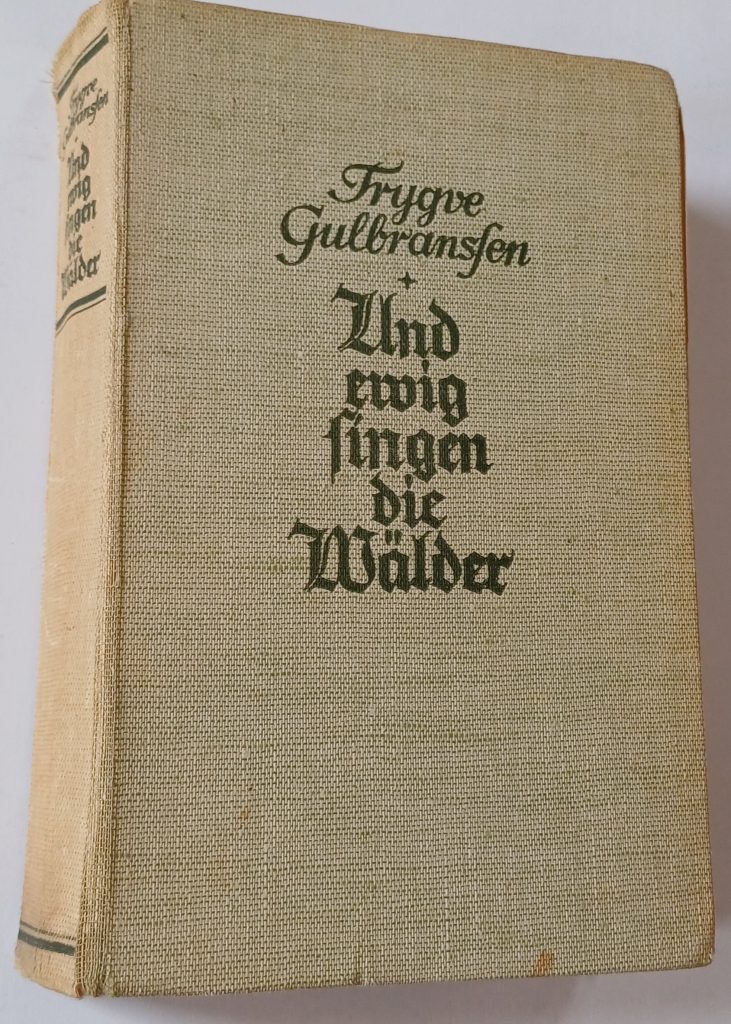 Trygve
Gulbranſſen
Und
ewig
ſingen
die
Wälder
Trygve
Gulbranſſen
Und
ewig
ſingen
die
Wälder